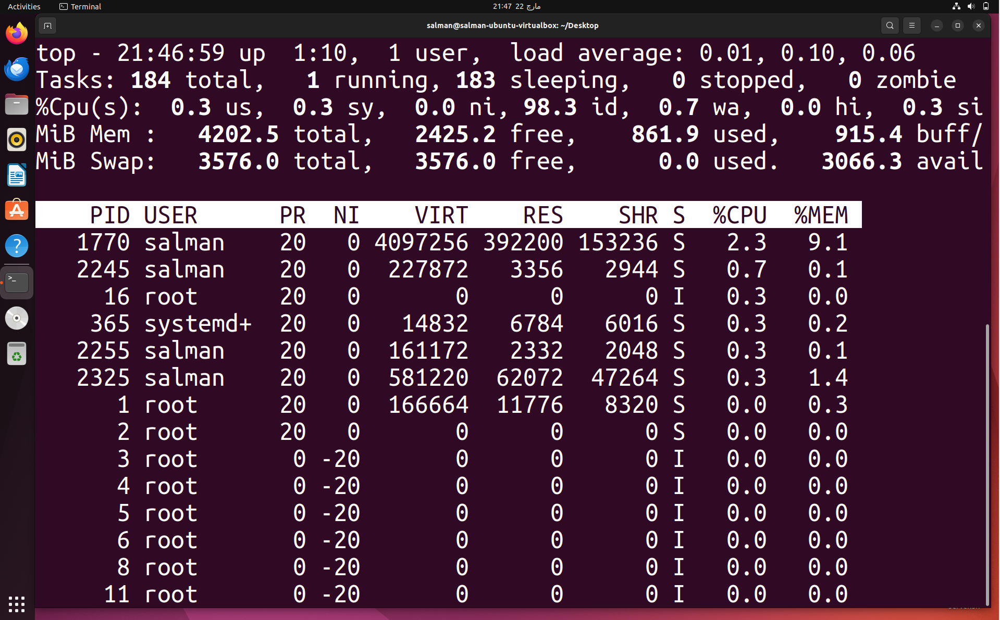 Activities
Terminal
21:47 22 مارچ
salman@salman-ubuntu-virtualbox: ~/Desktop
top - 21:46:59 up  1:10,  1 user,  load average: 0.01, 0.10, 0.06
Tasks: 184 total,   1 running, 183 sleeping,   0 stopped,   0 zombie
%Cpu(s):  0.3 us,  0.3 sy,  0.0 ni, 98.3 id,  0.7 wa,  0.0 hi,  0.3 si
MiB Mem :   4202.5 total,   2425.2 free,    861.9 used,    915.4 buff/
MiB Swap:   3576.0 total,   3576.0 free,      0.0 used.   3066.3 avail
PID USER PR NI VIRT RES SHR S %CPU %MEM
1770 salman 20 0 4097256 392200 153236 S 2.3 9.1
2245 salman 20 0 227872 3356 2944 S 0.7 0.1
16 root 20 0 0 0 0 I 0.3 0.0
365 systemd+ 20 0 14832 6784 6016 S 0.3 0.2
2255 salman 20 0 161172 2332 2048 S 0.3 0.1
2325 salman 20 0 581220 62072 47264 S 0.3 1.4
1 root 20 0 166664 11776 8320 S 0.0 0.3
2 root 20 0 0 0 0 S 0.0 0.0
3 root 0 -20 0 0 0 I 0.0 0.0
4 root 0 -20 0 0 0 I 0.0 0.0
5 root 0 -20 0 0 0 I 0.0 0.0
6 root 0 -20 0 0 0 I 0.0 0.0
8 root 0 -20 0 0 0 I 0.0 0.0
11 root 0 -20 0 0 0 I 0.0 0.0